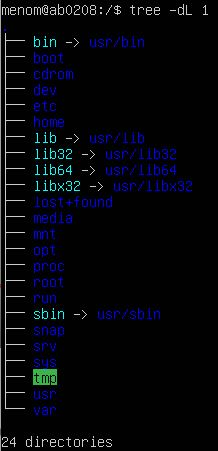 menom@ab0208:/$ tree -dL 1
.
├── bin -> usr/bin
├── boot
├── cdrom
├── dev
├── etc
├── home
├── lib -> usr/lib
├── lib32 -> usr/lib32
├── lib64 -> usr/lib64
├── libx32 -> usr/libx32
├── lost+found
├── media
├── mnt
├── opt
├── proc
├── root
├── run
├── sbin -> usr/sbin
├── snap
├── srv
├── sys
├── tmp
├── usr
└── var
24 directories